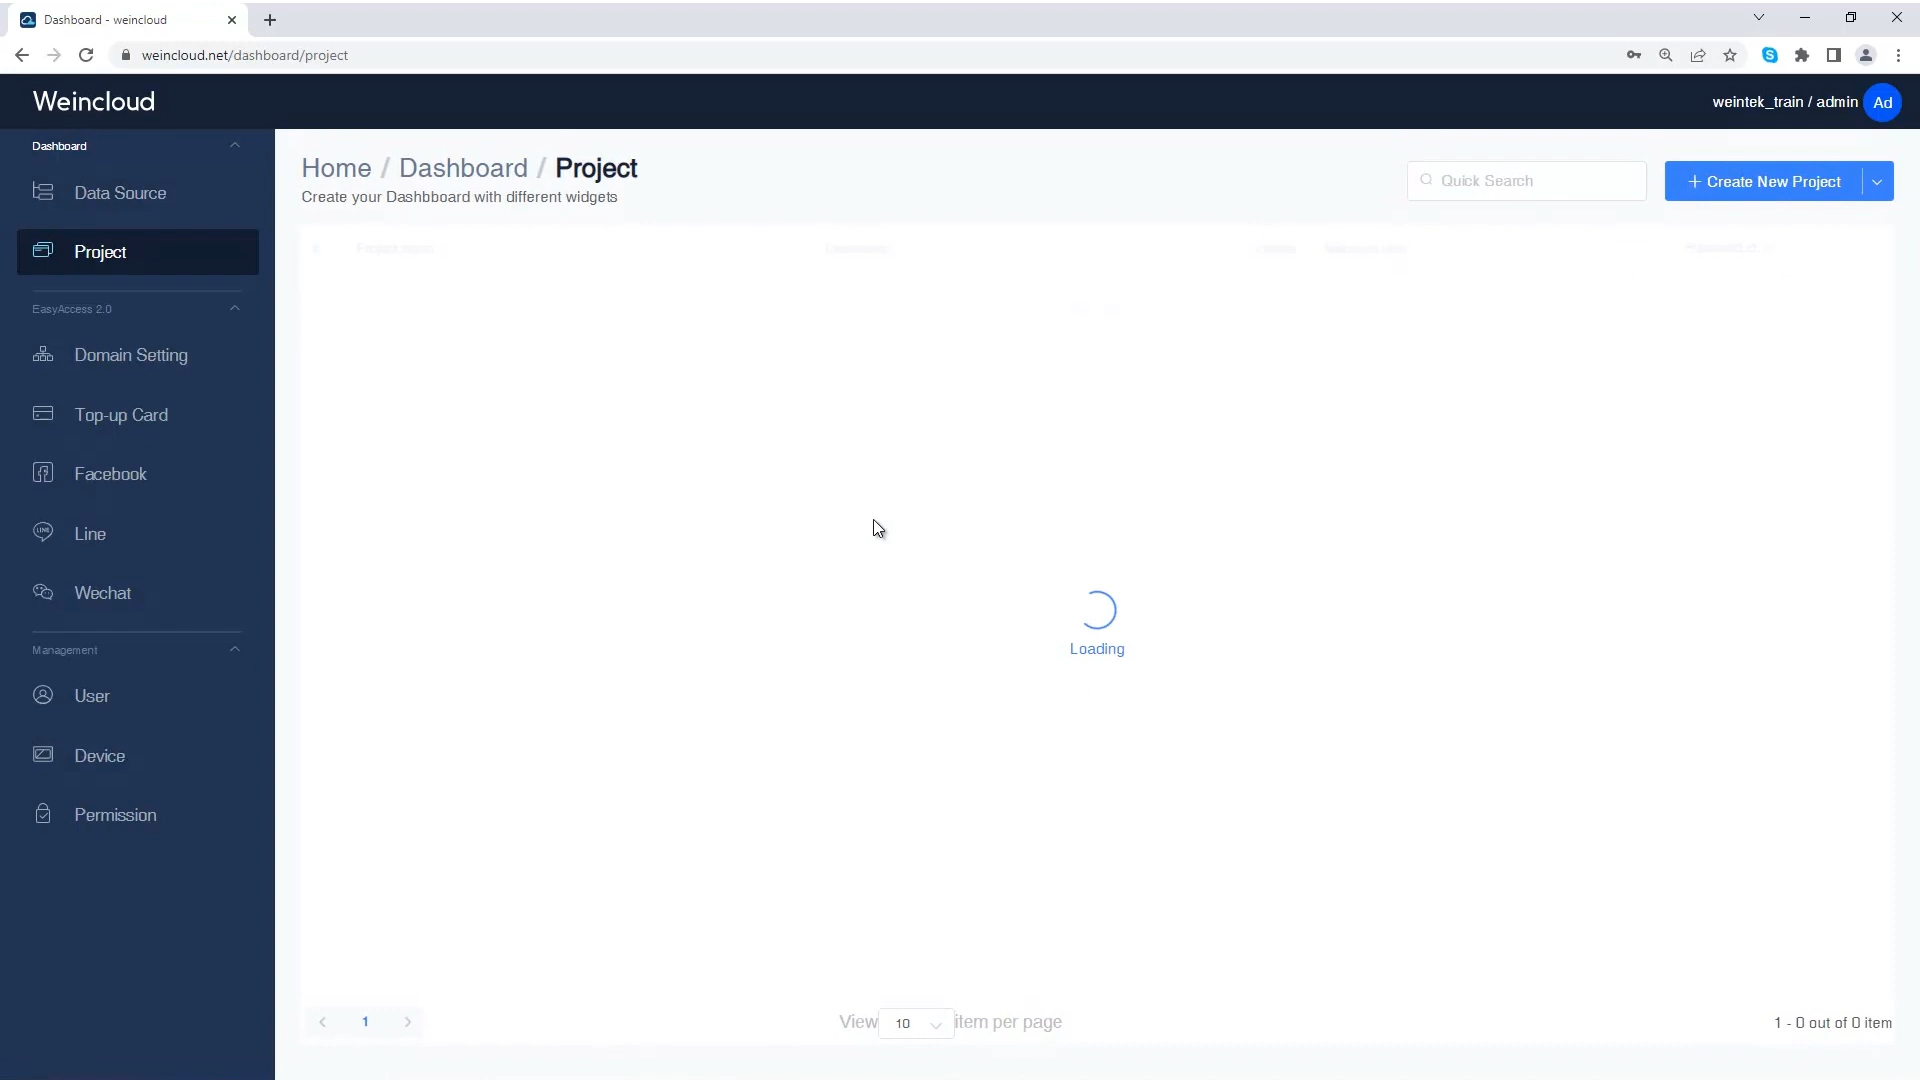 Dashboard - weincloud
weincloud.net/dashboard/project
Weincloud
weintek_train / admin Ad
Dashboard
Data Source
Project
EasyAccess 2.0
Domain Setting
Top-up Card
Facebook
Line
Wechat
Management
User
Device
Permission
Home / Dashboard / Project
Create your Dashbboard with different widgets
Quick Search
Create New Project
Loading
1
View 10 item per page
1 - 0 out of 0 item